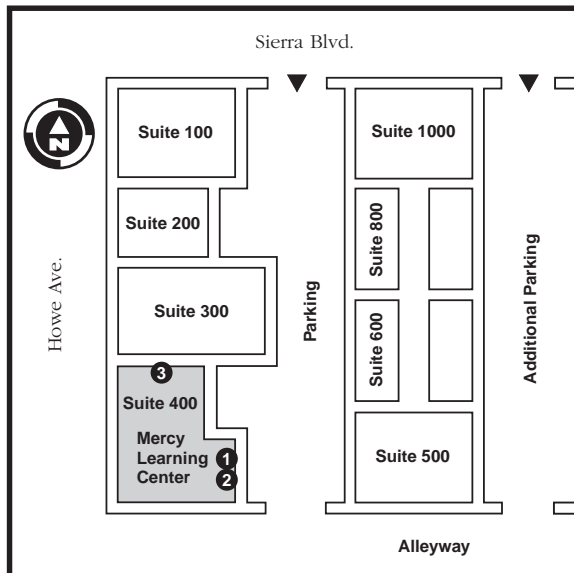 Sierra Blvd.
Suite 100
Suite 1000
N
Suite 200
Suite 800
Howe Ave.
Suite 300
Parking
Additional Parking
Suite 600
3
Suite 400
Mercy
Learning
Center
1
2
Suite 500
Alleyway